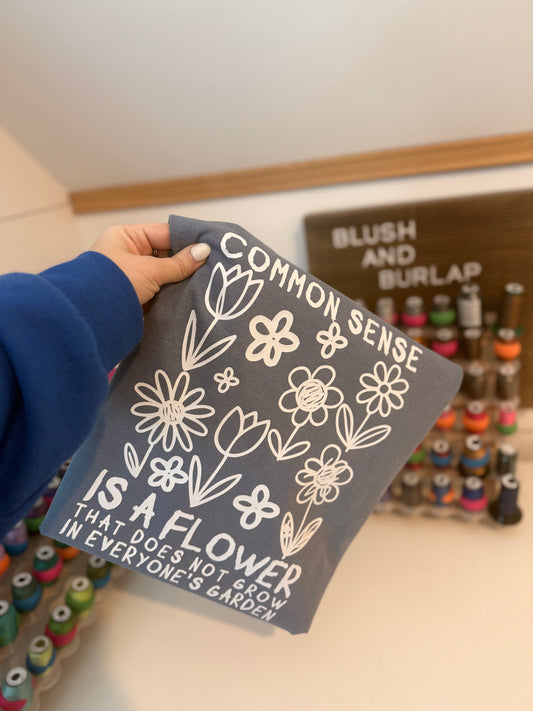 COMMON SENSE
IS A FLOWER
THAT DOES NOT GROW
IN EVERYONE'S GARDEN
BLUSH
AND
BURLAP